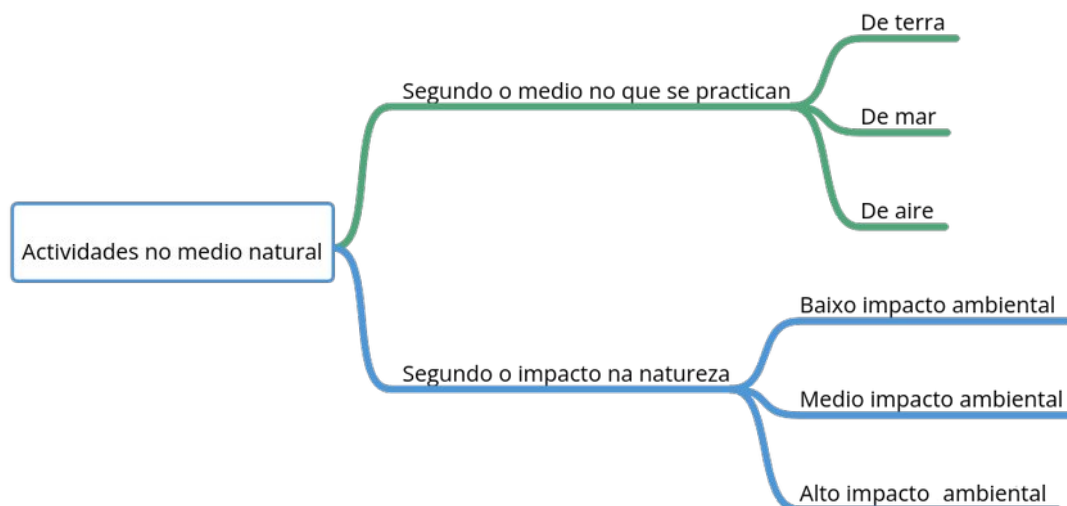 Actividades no medio natural
Segundo o medio no que se practican
De terra
De mar
De aire
Segundo o impacto na natureza
Baixo impacto ambiental
Medio impacto ambiental
Alto impacto ambiental